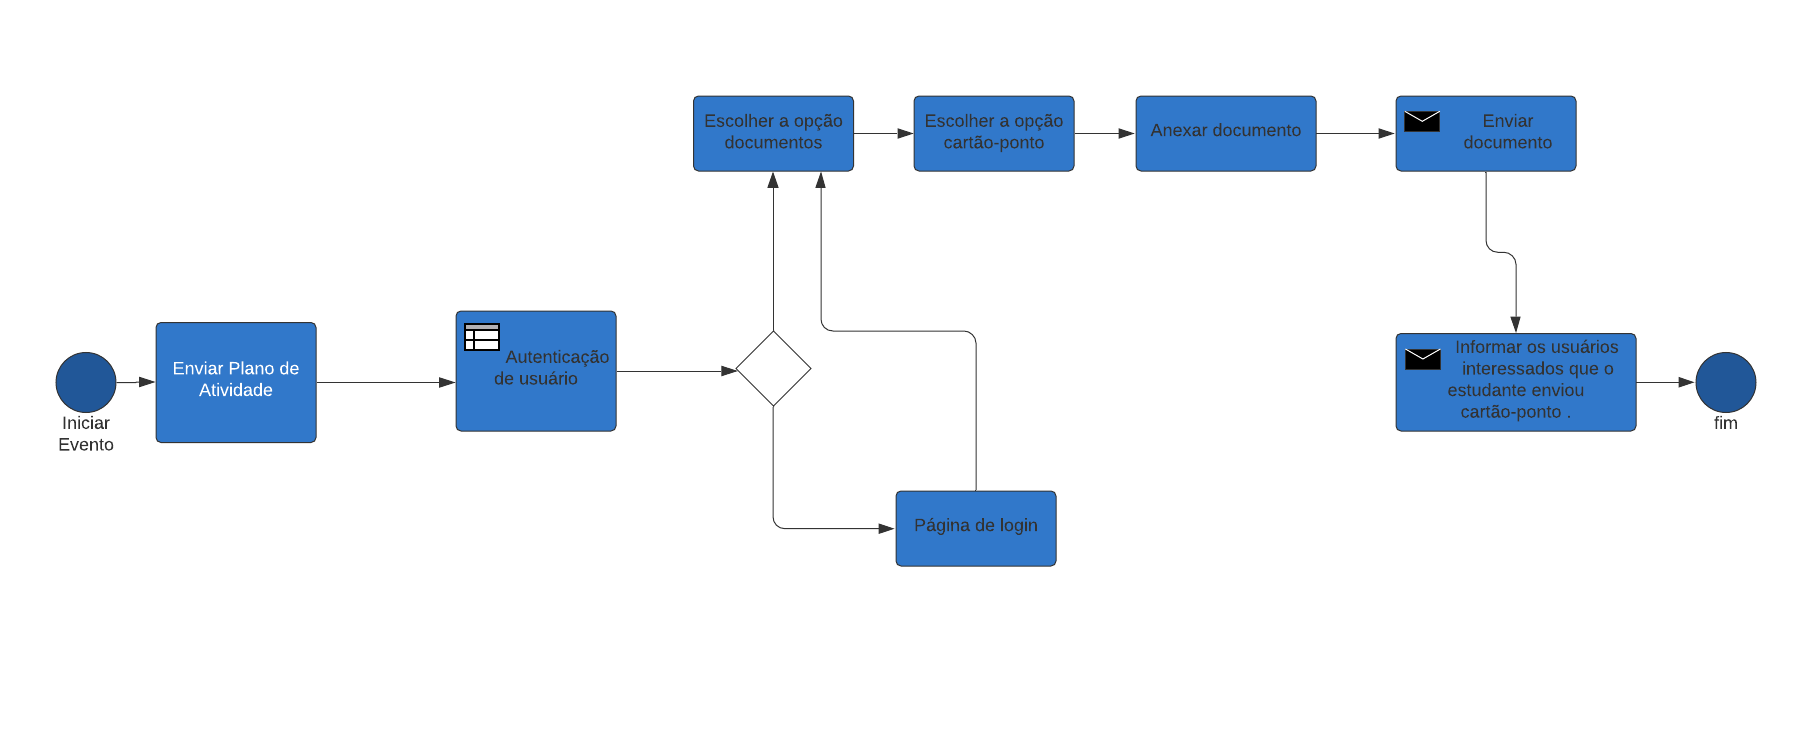 Iniciar
Evento
Enviar Plano de
Atividade
Autenticação
de usuário
Escolher a opção
documentos
Escolher a opção
cartão-ponto
Anexar documento
Enviar
documento
Página de login
Informar os usuários
interessados que o
estudante enviou
cartão-ponto .
fim